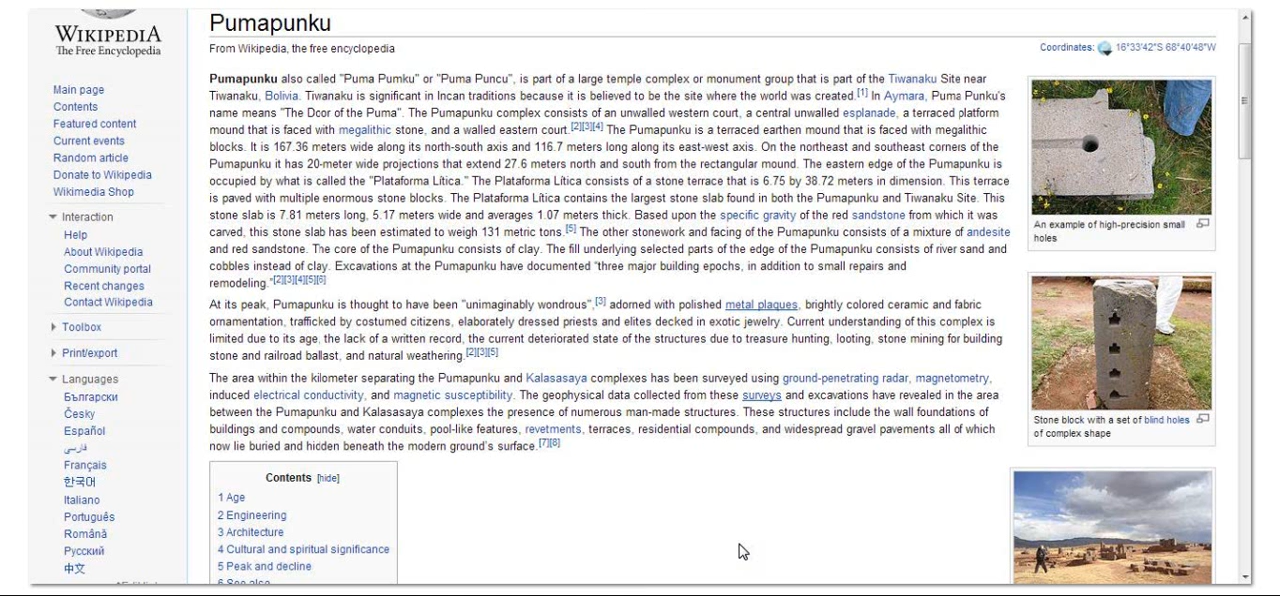 WIKIPEDIA
The Free Encyclopedia
Main page
Contents
Featured content
Current events
Random article
Donate to Wikipedia
Wikimedia Shop
Interaction
Help
About Wikipedia
Community portal
Recent changes
Contact Wikipedia
Toolbox
Print/export
Languages
Български
Česky
Español
فارسی
Français
한국어
Italiano
Português
Română
Русский
中文
Pumapunku
From Wikipedia, the free encyclopedia
Coordinates: 16°33′42″S 68°40′48″W
Pumapunku also called "Puma Pumku" or "Puma Puncu", is part of a large temple complex or monument group that is part of the Tiwanaku Site near
Tiwanaku, Bolivia. Tiwanaku is significant in Incan traditions because it is believed to be the site where the world was created.[1] In Aymara, Puma Punku's
name means "The Door of the Puma". The Pumapunku complex consists of an unwalled western court, a central unwalled esplanade, a terraced platform
mound that is faced with megalithic stone, and a walled eastern court.[2][3][4] The Pumapunku is a terraced earthen mound that is faced with megalithic
blocks. It is 167.36 meters wide along its north-south axis and 116.7 meters long along its east-west axis. On the northeast and southeast corners of the
Pumapunku it has 20-meter wide projections that extend 27.6 meters north and south from the rectangular mound. The eastern edge of the Pumapunku is
occupied by what is called the "Plataforma Lítica." The Plataforma Lítica consists of a stone terrace that is 6.75 by 38.72 meters in dimension. This terrace
is paved with multiple enormous stone blocks. The Plataforma Lítica contains the largest stone slab found in both the Pumapunku and Tiwanaku Site. This
stone slab is 7.81 meters long, 5.17 meters wide and averages 1.07 meters thick. Based upon the specific gravity of the red sandstone from which it was
carved, this stone slab has been estimated to weigh 131 metric tons.[5] The other stonework and facing of the Pumapunku consists of a mixture of andesite
and red sandstone. The core of the Pumapunku consists of clay. The fill underlying selected parts of the edge of the Pumapunku consists of river sand and
cobbles instead of clay. Excavations at the Pumapunku have documented "three major building epochs, in addition to small repairs and
remodeling."[2][3][4][5][6]
At its peak, Pumapunku is thought to have been "unimaginably wondrous",[3] adorned with polished metal plaques, brightly colored ceramic and fabric
ornamentation, trafficked by costumed citizens, elaborately dressed priests and elites decked in exotic jewelry. Current understanding of this complex is
limited due to its age, the lack of a written record, the current deteriorated state of the structures due to treasure hunting, looting, stone mining for building
stone and railroad ballast, and natural weathering.[2][3][5]
The area within the kilometer separating the Pumapunku and Kalasasaya complexes has been surveyed using ground-penetrating radar, magnetometry,
induced electrical conductivity, and magnetic susceptibility. The geophysical data collected from these surveys and excavations have revealed in the area
between the Pumapunku and Kalasasaya complexes the presence of numerous man-made structures. These structures include the wall foundations of
buildings and compounds, water conduits, pool-like features, revetments, terraces, residential compounds, and widespread gravel pavements all of which
now lie buried and hidden beneath the modern ground's surface.[7][8]
Contents [hide]
1 Age
2 Engineering
3 Architecture
4 Cultural and spiritual significance
5 Peak and decline
6 See also
An example of high-precision small
holes
Stone block with a set of blind holes
of complex shape